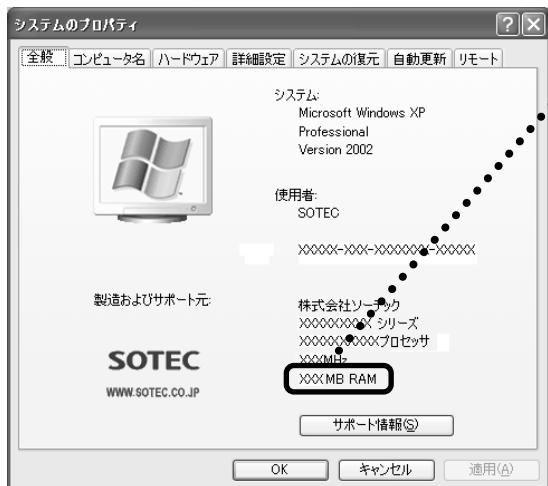 システムのプロパティ
全般 コンピュータ名 ハードウェア 詳細設定 システムの復元 自動更新 リモート
システム:
Microsoft Windows XP
Professional
Version 2002
使用者:
SOTEC
XXXXX-XXX-XXXXXXX-XXXXX
製造およびサポート元:
株式会社ソーテック
XXXXXXXXXX シリーズ
XXXXXXXXXXXプロセッサ
XXXMHz
XXXMB RAM
SOTEC
WWW.SOTEC.CO.JP
サポート情報(S)
OK キャンセル 適用(A)